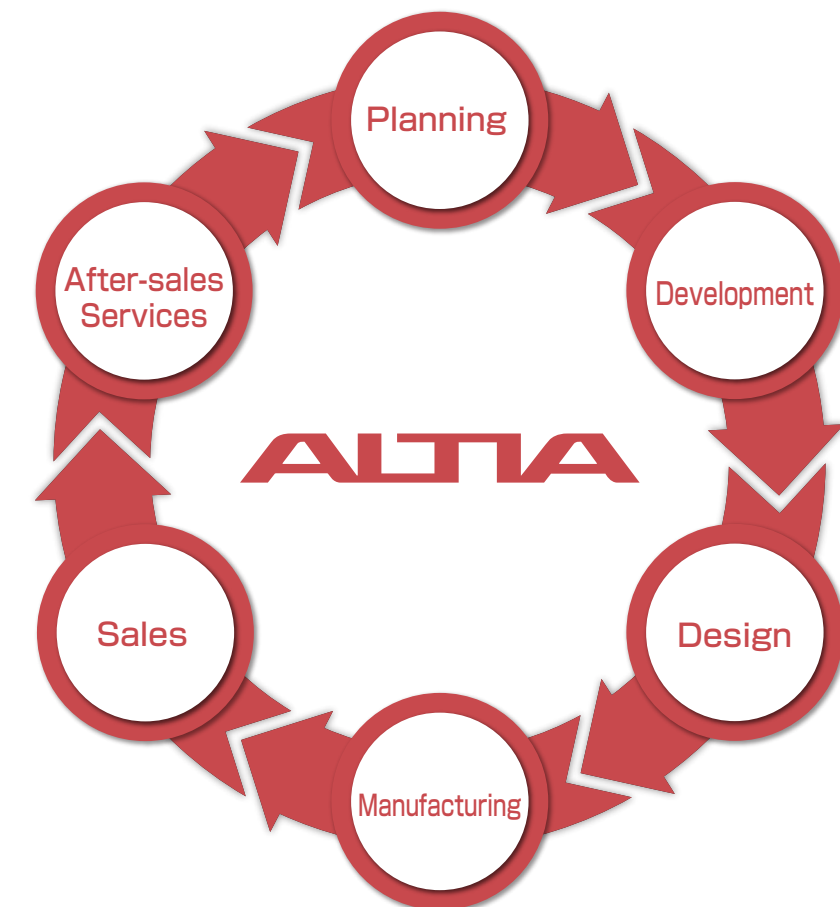 Planning
Development
Design
Manufacturing
Sales
After-sales
Services
ALTIA